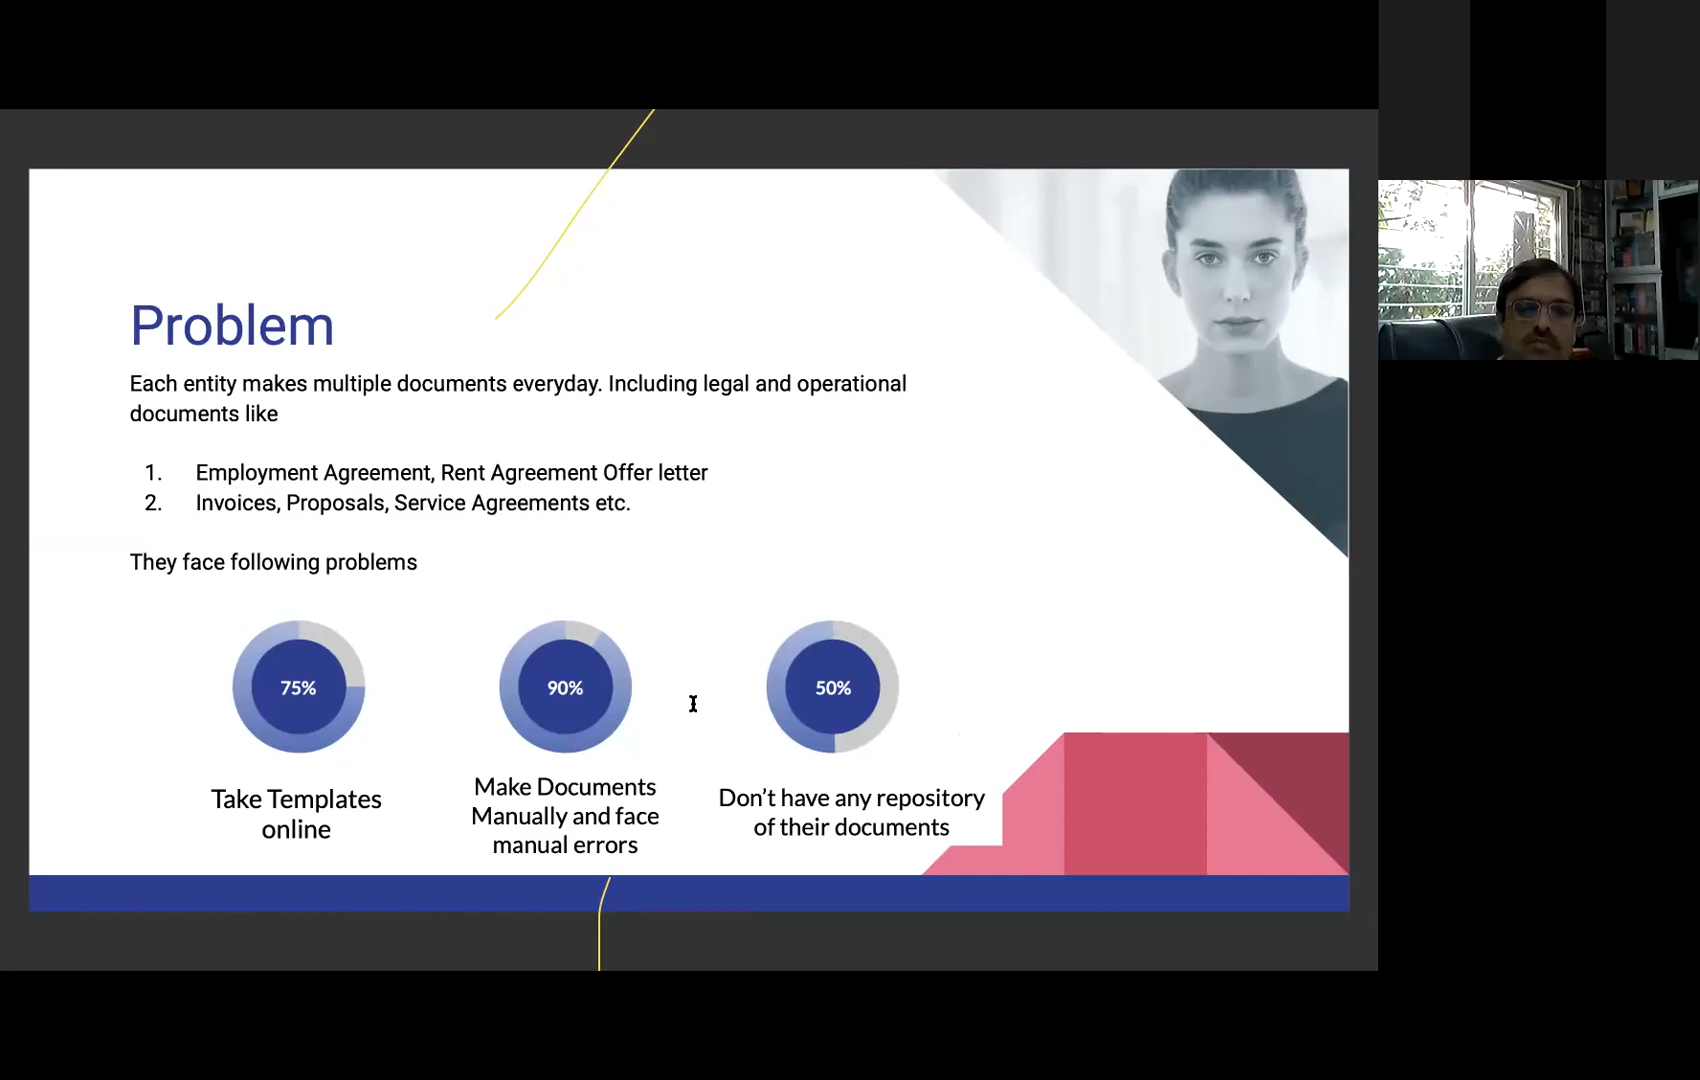 Problem
Each entity makes multiple documents everyday. Including legal and operational
documents like
1. Employment Agreement, Rent Agreement Offer letter
2. Invoices, Proposals, Service Agreements etc.
They face following problems
75%
90%
50%
Take Templates
online
Make Documents
Manually and face
manual errors
Don’t have any repository
of their documents